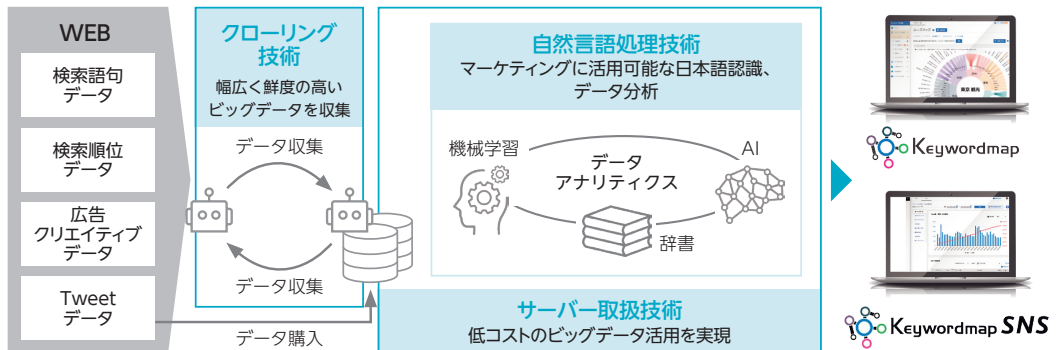 WEB
検索語句
データ
検索順位
データ
広告
クリエイティブ
データ
Tweet
データ
クローリング
技術
幅広く鮮度の高い
ビッグデータを収集
データ収集
データ収集
データ購入
自然言語処理技術
マーケティングに活用可能な日本語認識、
データ分析
機械学習
データ
アナリティクス
AI
辞書
サーバー取扱技術
低コストのビッグデータ活用を実現
東京 観光
Keywordmap
Keywordmap SNS